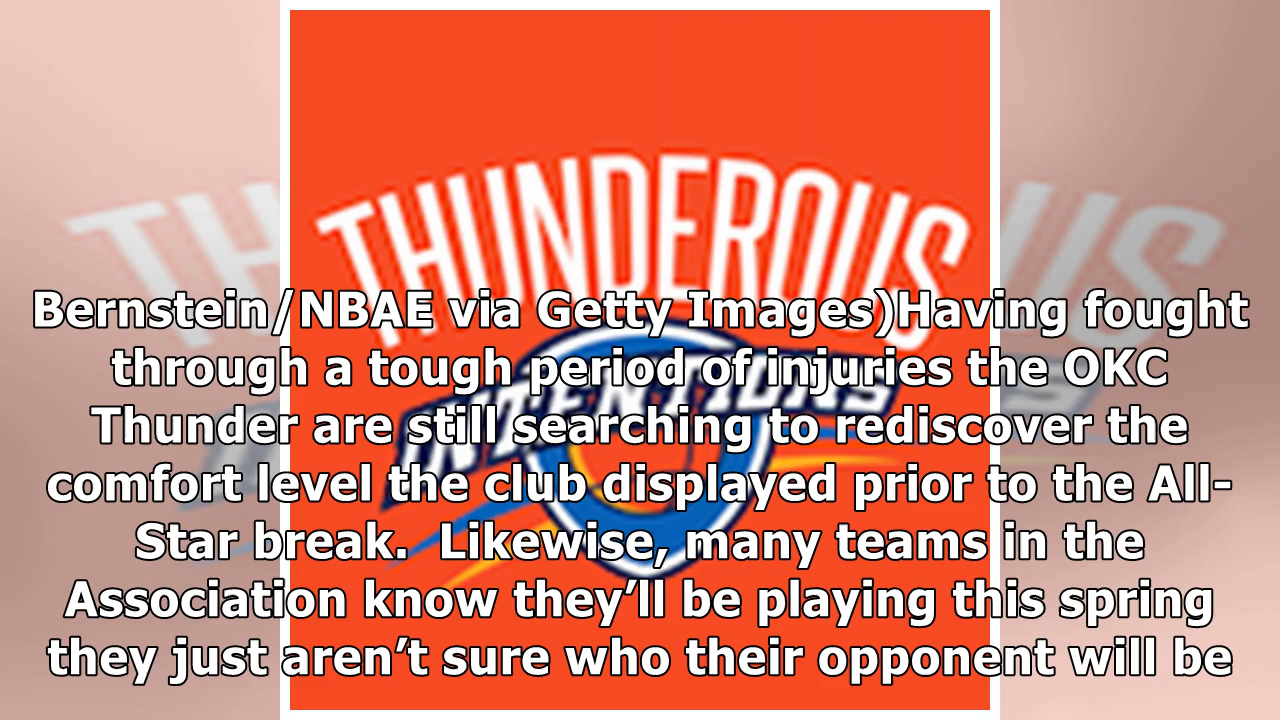 THUNDEROUS
INTENTIONS
Bernstein/NBAE via Getty Images)Having fought
through a tough period of injuries the OKC
Thunder are still searching to rediscover the
comfort level the club displayed prior to the All-
Star break.  Likewise, many teams in the
Association know they’ll be playing this spring
they just aren’t sure who their opponent will be